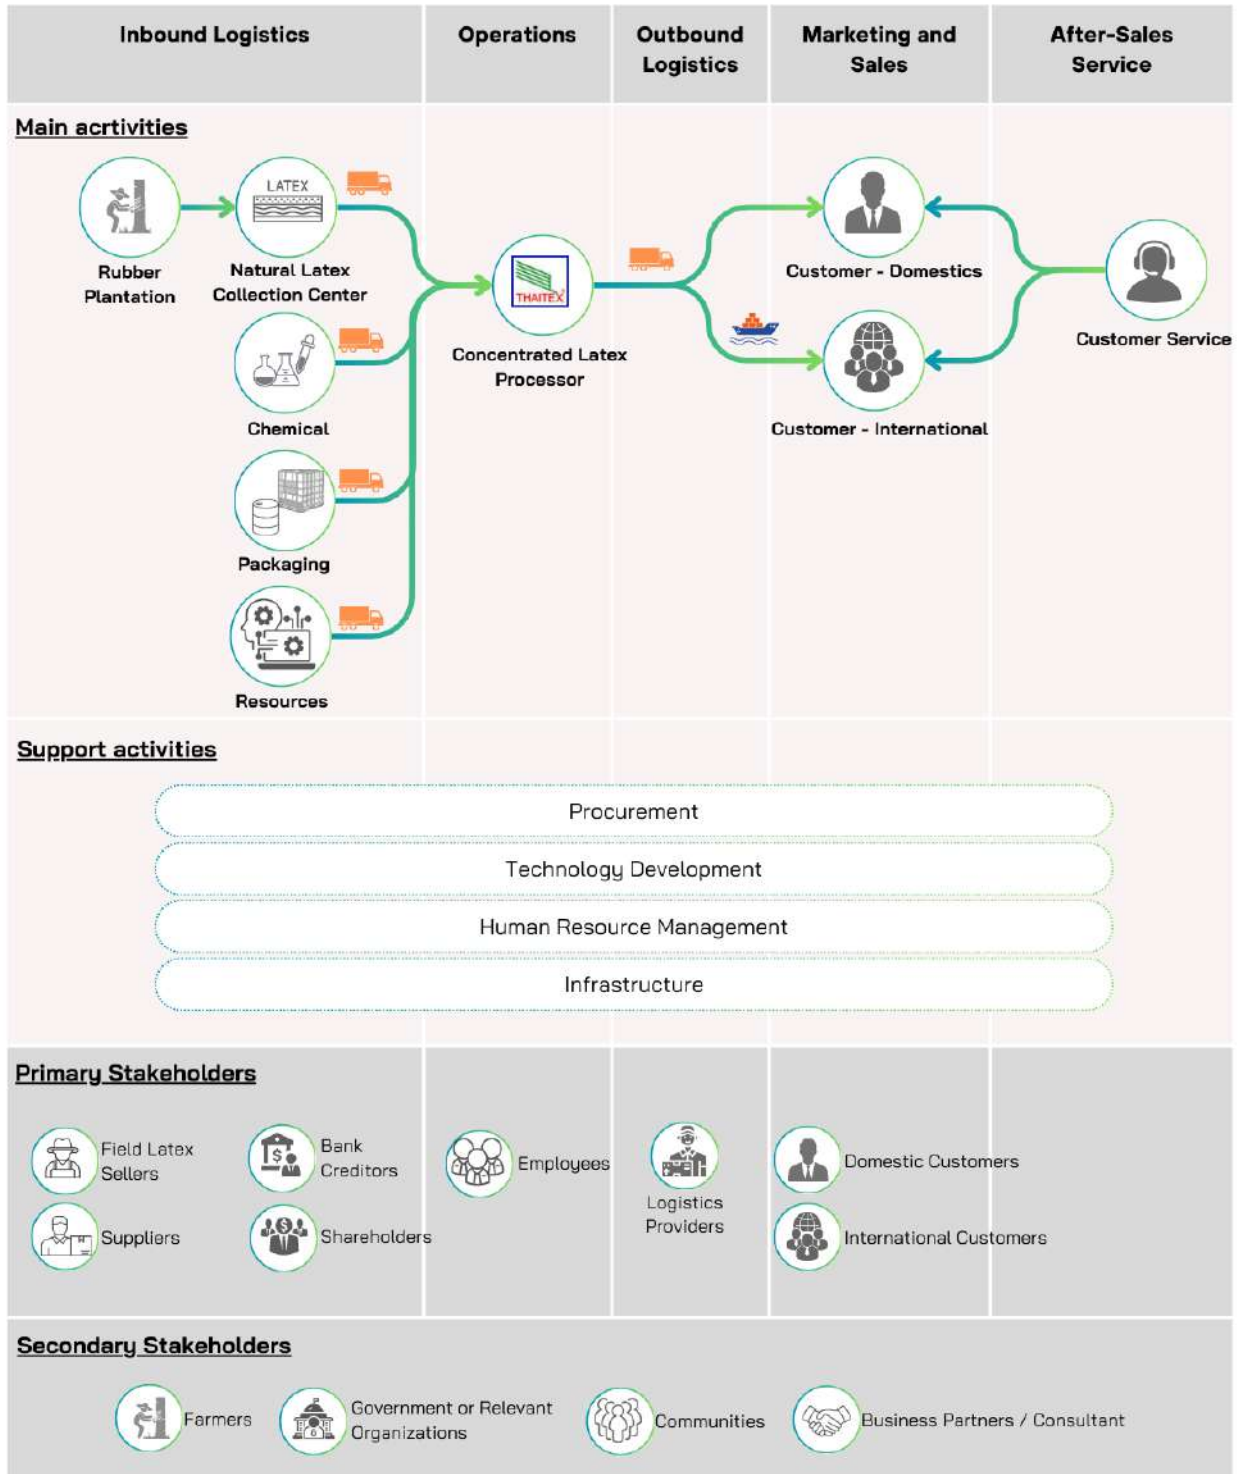 Inbound Logistics
Operations
Outbound
Logistics
Marketing and
Sales
After-Sales
Service
Main acrtivities
LATEX
Rubber
Plantation
Natural Latex
Collection Center
Chemical
Packaging
Resources
THAITEX
Concentrated Latex
Processor
Customer - Domestics
Customer - International
Customer Service
Support activities
Procurement
Technology Development
Human Resource Management
Infrastructure
Primary Stakeholders
Field Latex
Sellers
Bank
Creditors
Employees
Logistics
Providers
Domestic Customers
Suppliers
Shareholders
International Customers
Secondary Stakeholders
Farmers
Government or Relevant
Organizations
Communities
Business Partners / Consultant